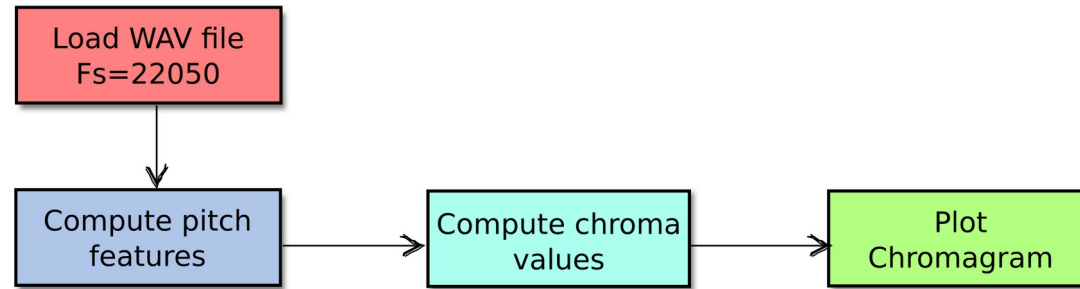 Load WAV file
Fs=22050
Compute pitch
features
Compute chroma
values
Plot
Chromagram